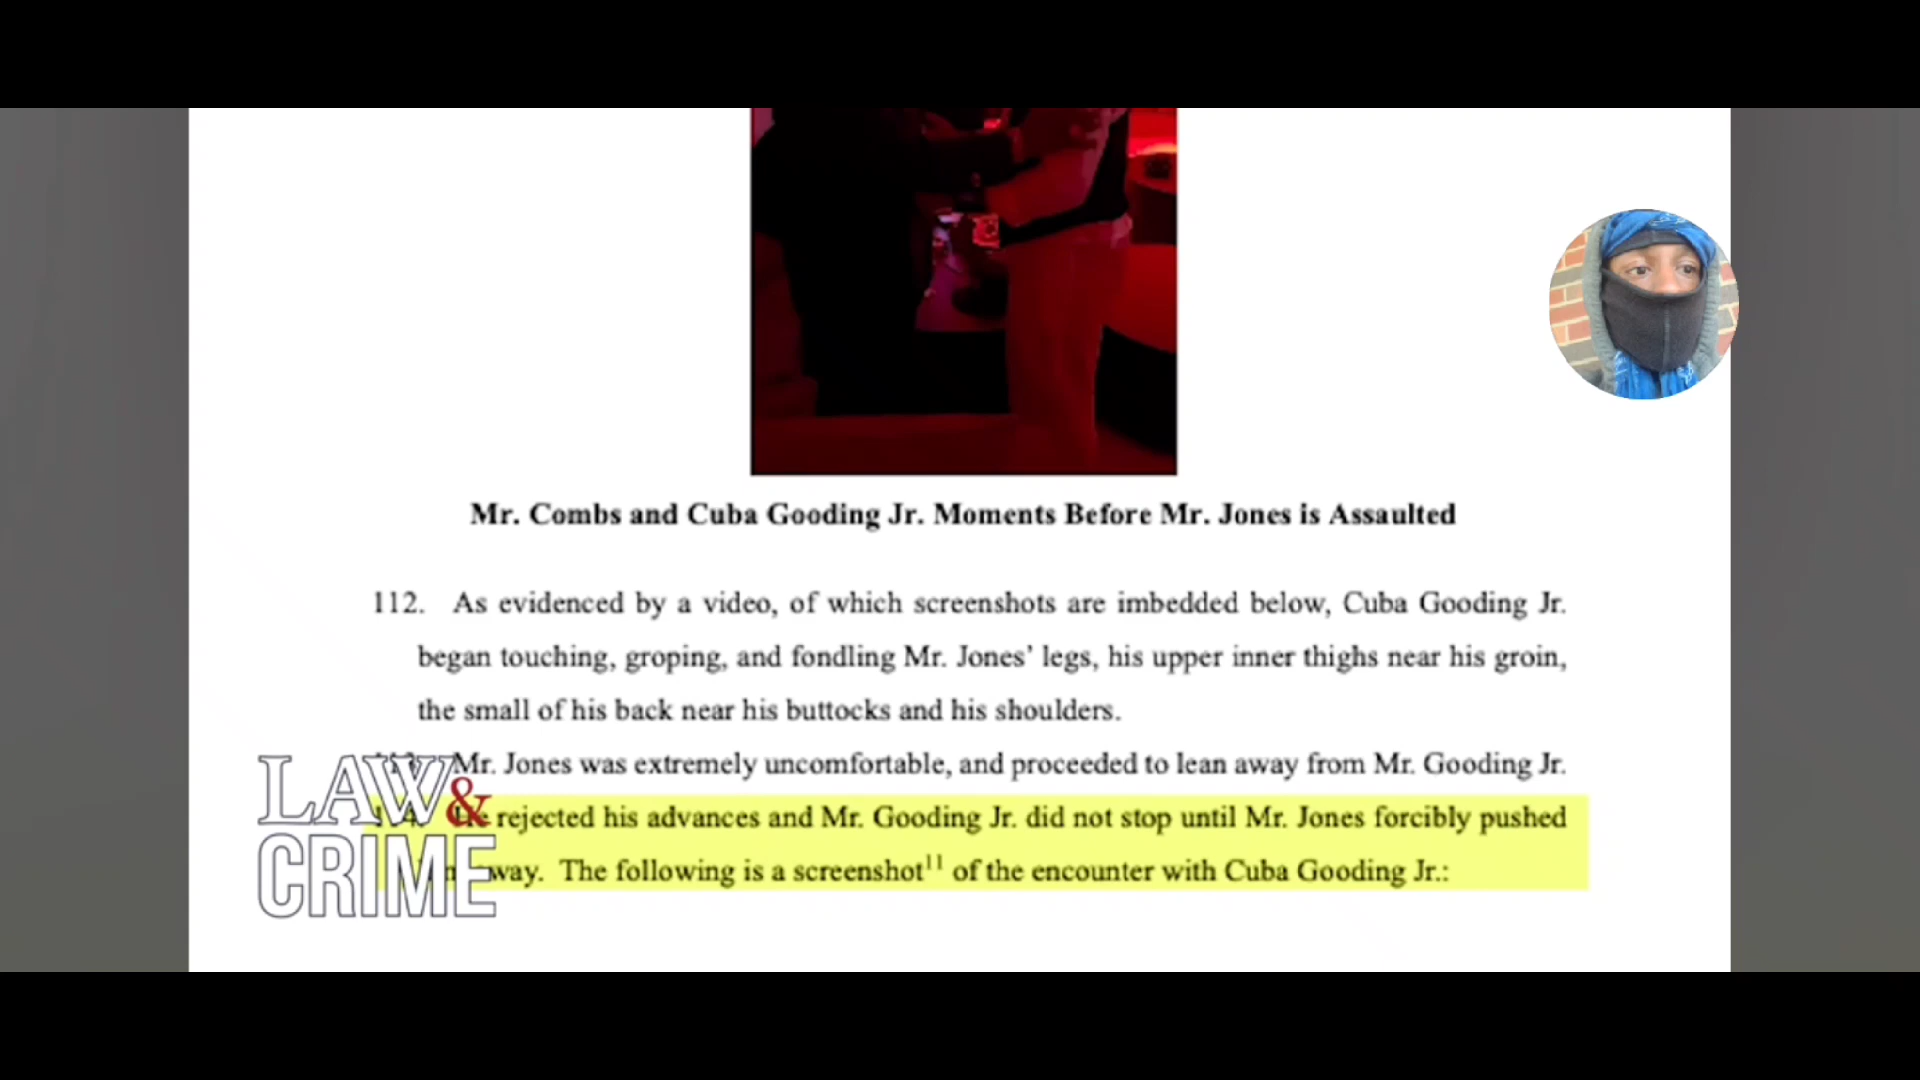 Mr. Combs and Cuba Gooding Jr. Moments Before Mr. Jones is Assaulted
112. As evidenced by a video, of which screenshots are imbedded below, Cuba Gooding Jr.
began touching, groping, and fondling Mr. Jones' legs, his upper inner thighs near his groin,
the small of his back near his buttocks and his shoulders.
Mr. Jones was extremely uncomfortable, and proceeded to lean away from Mr. Gooding Jr.
rejected his advances and Mr. Gooding Jr. did not stop until Mr. Jones forcibly pushed
The following is a screenshot11 of the encounter with Cuba Gooding Jr.:
LAW&
CRIME